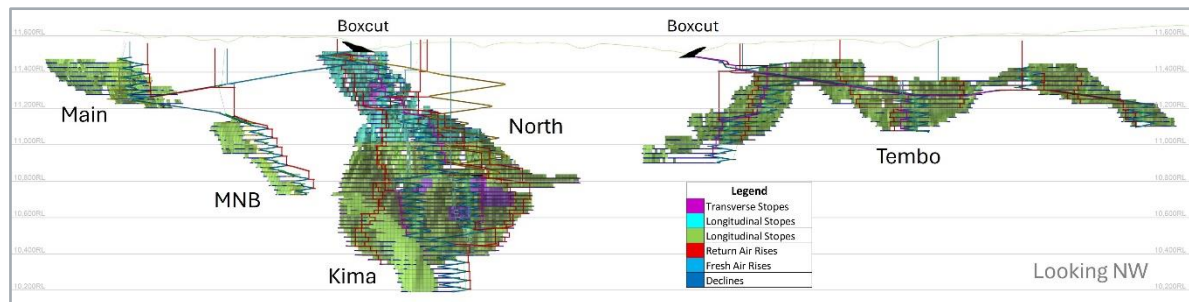 Boxcut
Boxcut
11,600RL
11,600RL
11,400RL
11,400RL
11,200RL
11,200RL
Main
North
11,000RL
11,000RL
Tembo
MNB
10,800RL
10,800RL
Legend
Transverse Stopes
Longitudinal Stopes
Longitudinal Stopes
Return Air Rises
Fresh Air Rises
Declines
10,600RL
10,600RL
10,400RL
10,400RL
Kima
Looking NW
10,200RL
10,200RL